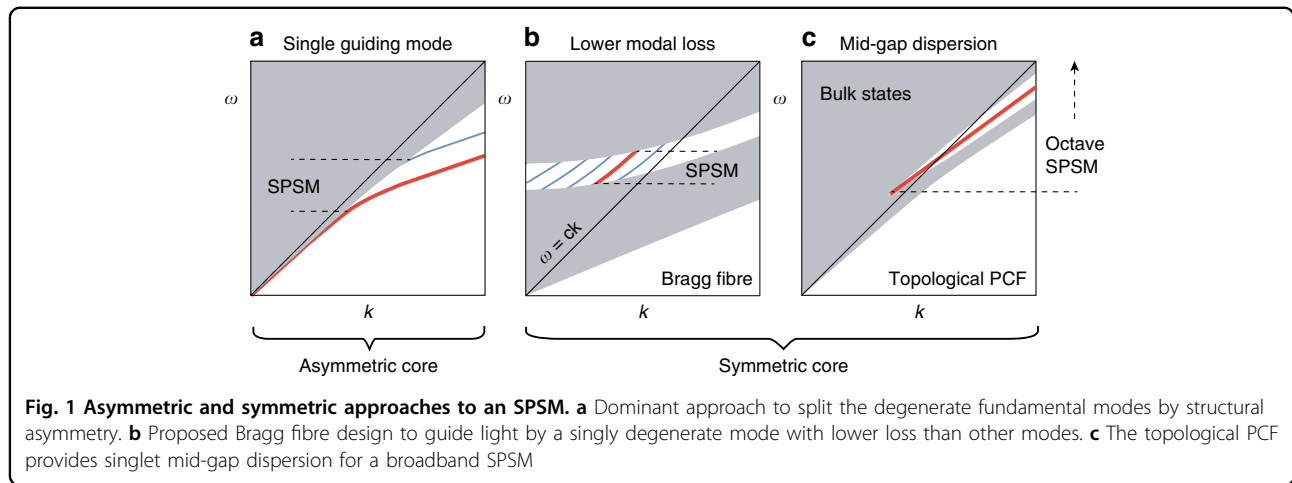 a Single guiding mode
ω
SPSM
k
Asymmetric core
b Lower modal loss
ω
SPSM
ω = ck
Bragg fibre
k
c Mid-gap dispersion
ω
Bulk states
Octave
SPSM
Topological PCF
k
Symmetric core
Fig. 1 Asymmetric and symmetric approaches to an SPSM. a Dominant approach to split the degenerate fundamental modes by structural
asymmetry. b Proposed Bragg fibre design to guide light by a singly degenerate mode with lower loss than other modes. c The topological PCF
provides singlet mid-gap dispersion for a broadband SPSM